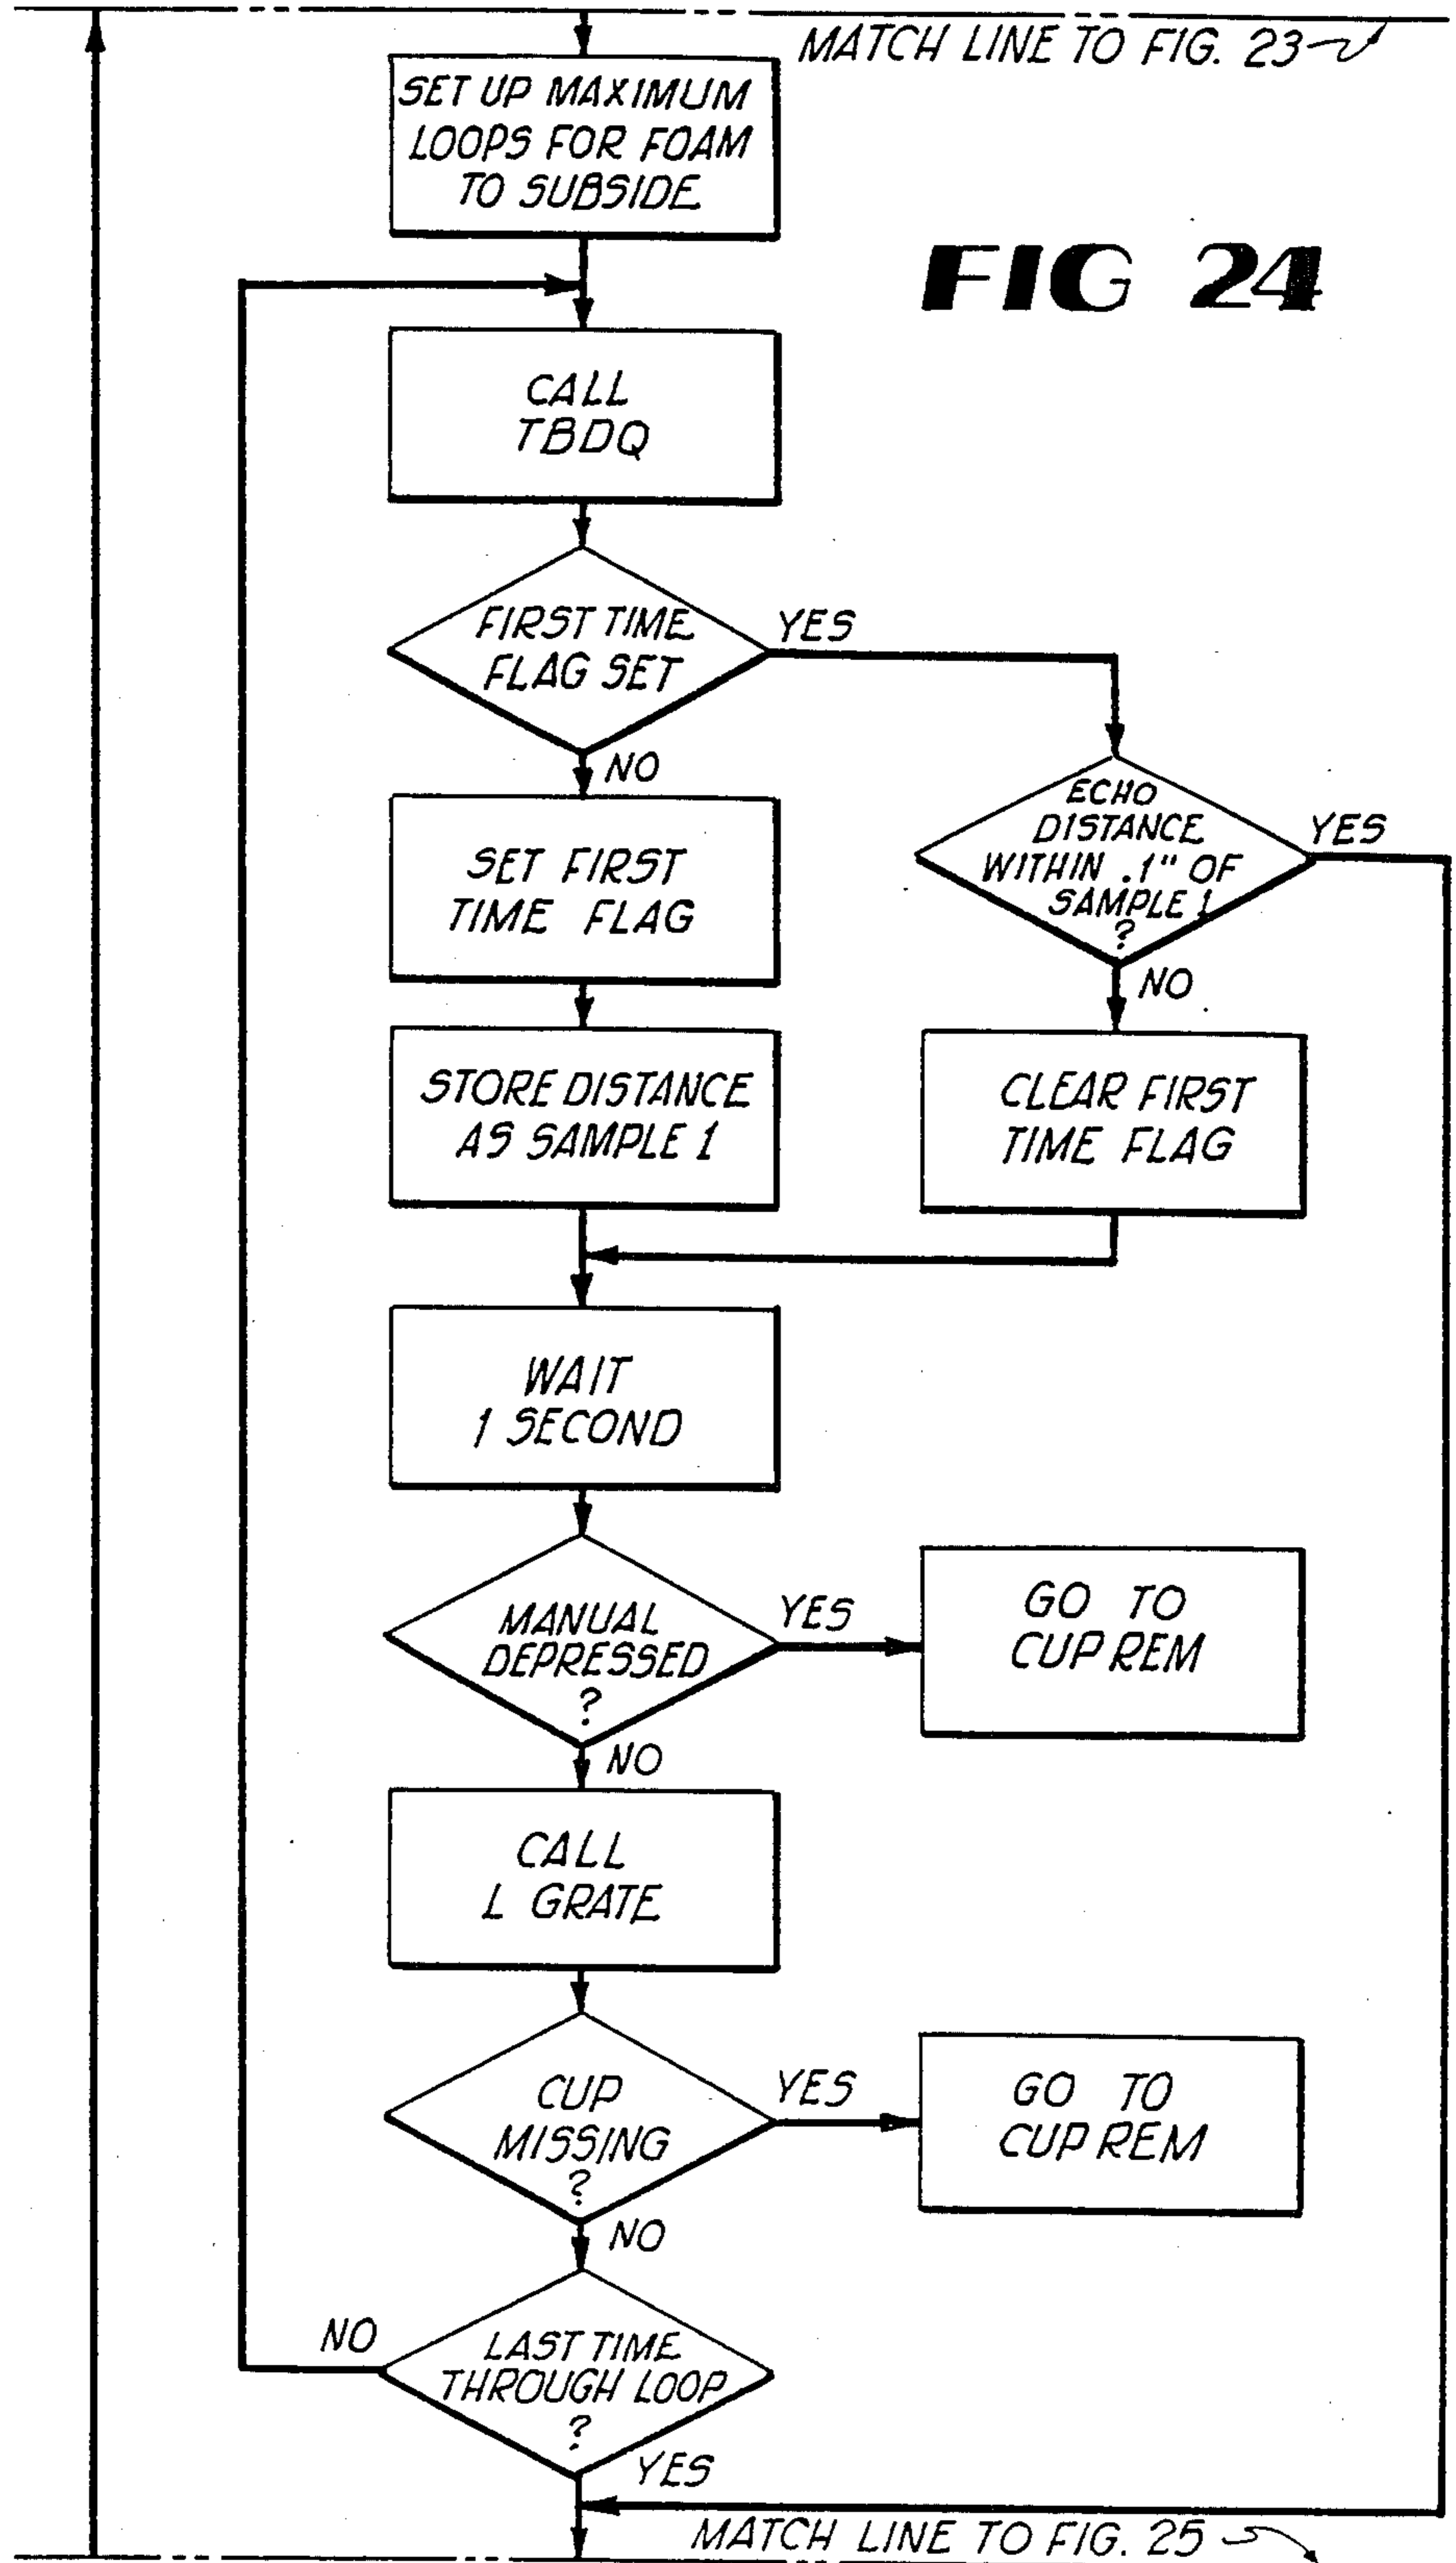 MATCH LINE TO FIG. 23
SET UP MAXIMUM
LOOPS FOR FOAM
TO SUBSIDE
FIG 24
CALL
TBDQ
FIRST TIME
FLAG SET
YES
NO
ECHO
DISTANCE
WITHIN .1" OF
SAMPLE 1
?
YES
NO
SET FIRST
TIME FLAG
STORE DISTANCE
AS SAMPLE 1
CLEAR FIRST
TIME FLAG
WAIT
1 SECOND
MANUAL
DEPRESSED
?
YES
GO TO
CUP REM
NO
CALL
L GRATE
CUP
MISSING
?
YES
GO TO
CUP REM
NO
LAST TIME
THROUGH LOOP
?
NO
YES
MATCH LINE TO FIG. 25